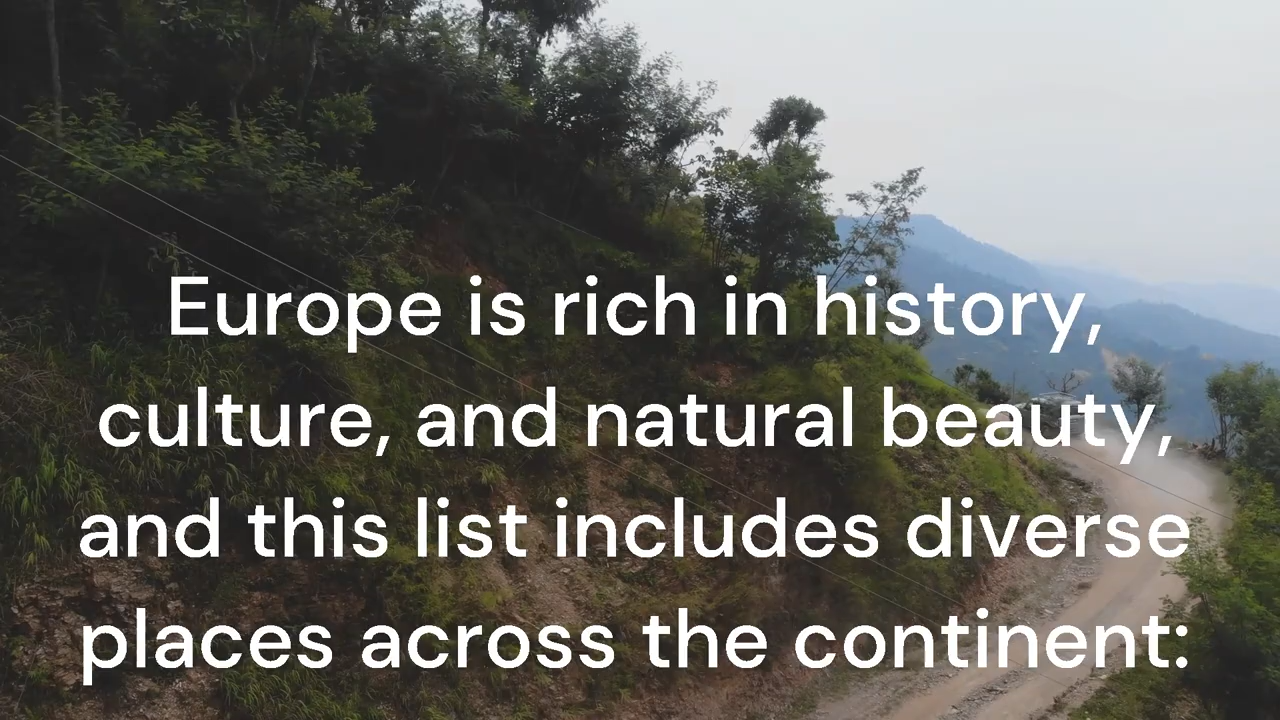 Europe is rich in history,
culture, and natural beauty,
and this list includes diverse
places across the continent: